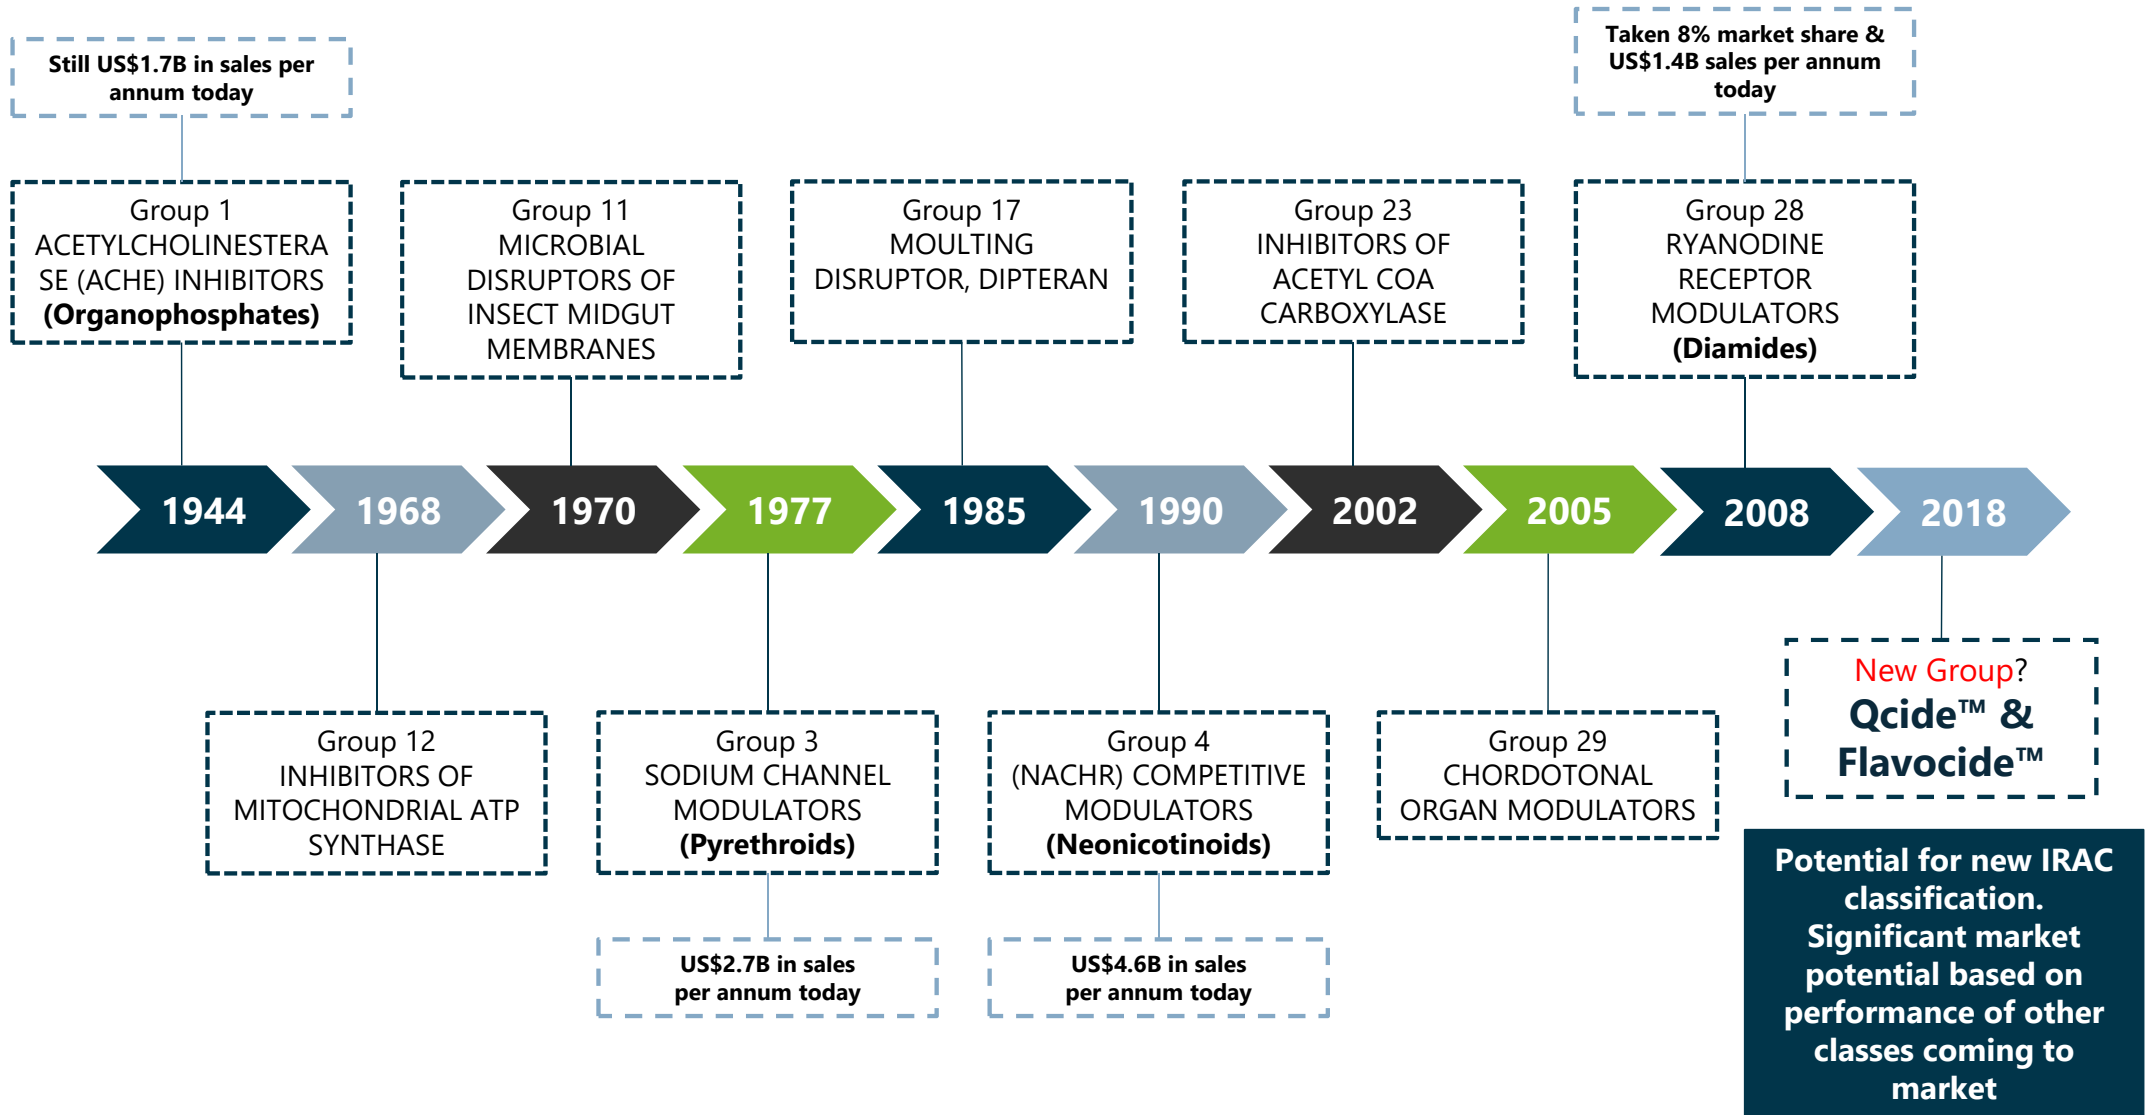 Still US$1.7B in sales per
annum today
Taken 8% market share &
US$1.4B sales per annum
today
Group 1
ACETYLCHOLINESTERA
SE (ACHE) INHIBITORS
(Organophosphates)
Group 11
MICROBIAL
DISRUPTORS OF
INSECT MIDGUT
MEMBRANES
Group 17
MOULTING
DISRUPTOR, DIPTERAN
Group 23
INHIBITORS OF
ACETYL COA
CARBOXYLASE
Group 28
RYANODINE
RECEPTOR
MODULATORS
(Diamides)
1944
1968
1970
1977
1985
1990
2002
2005
2008
2018
Group 12
INHIBITORS OF
MITOCHONDRIAL ATP
SYNTHASE
Group 3
SODIUM CHANNEL
MODULATORS
(Pyrethroids)
Group 4
(NACHR) COMPETITIVE
MODULATORS
(Neonicotinoids)
Group 29
CHORDOTONAL
ORGAN MODULATORS
New Group?
Qcide™ &
Flavocide™
US$2.7B in sales
per annum today
US$4.6B in sales
per annum today
Potential for new IRAC
classification.
Significant market
potential based on
performance of other
classes coming to
market